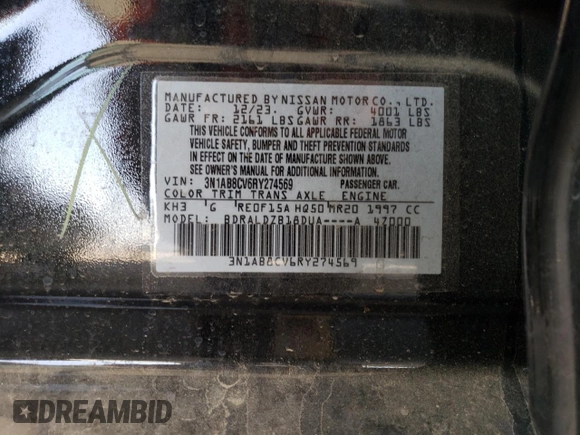 MANUFACTURED BY NISSAN MOTOR CO., LTD.
DATE: 12/23 GVWR: 4001 LBS
GAWR FR: 2161 LBS GAWR RR: 1863 LBS
THIS VEHICLE CONFORMS TO ALL APPLICABLE FEDERAL MOTOR
VEHICLE SAFETY, BUMPER AND THEFT PREVENTION STANDARDS
IN EFFECT ON THE DATE OF MANUFACTURE SHOWN ABOVE.
SEE OWNER'S MANUAL FOR ADDITIONAL INFORMATION
VIN: 3N1AB8CV6RY274569 PASSENGER CAR.
COLOR TRIM TRANS AXLE ENGINE
KH3 'G 'RE0F15A HQ50'MR20 1997 CC
MODEL: BDRALDZB18DUA----A 47000
3N1AB8CV6RY274569
DREAMBID